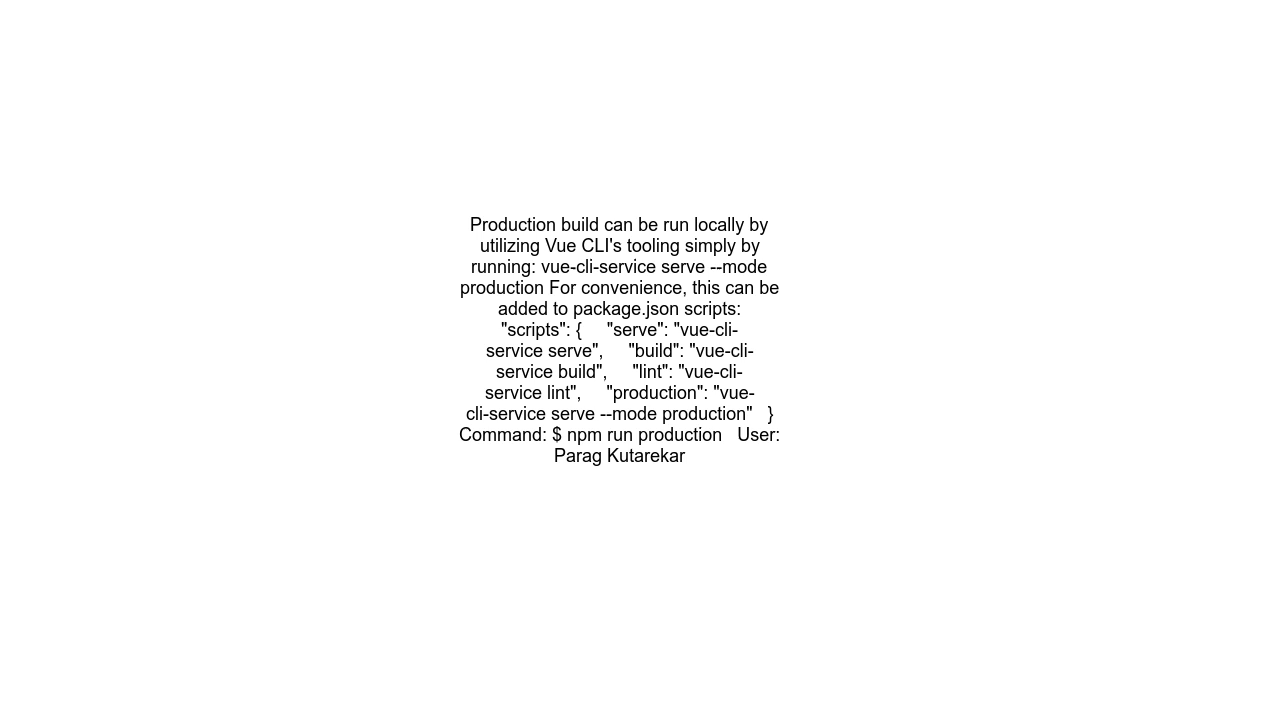 Production build can be run locally by
utilizing Vue CLI's tooling simply by
running: vue-cli-service serve --mode
production For convenience, this can be
added to package.json scripts:
"scripts": {     "serve": "vue-cli-
service serve",     "build": "vue-cli-
service build",     "lint": "vue-cli-
service lint",     "production": "vue-
cli-service serve --mode production"   }
Command: $ npm run production   User:
Parag Kutarekar